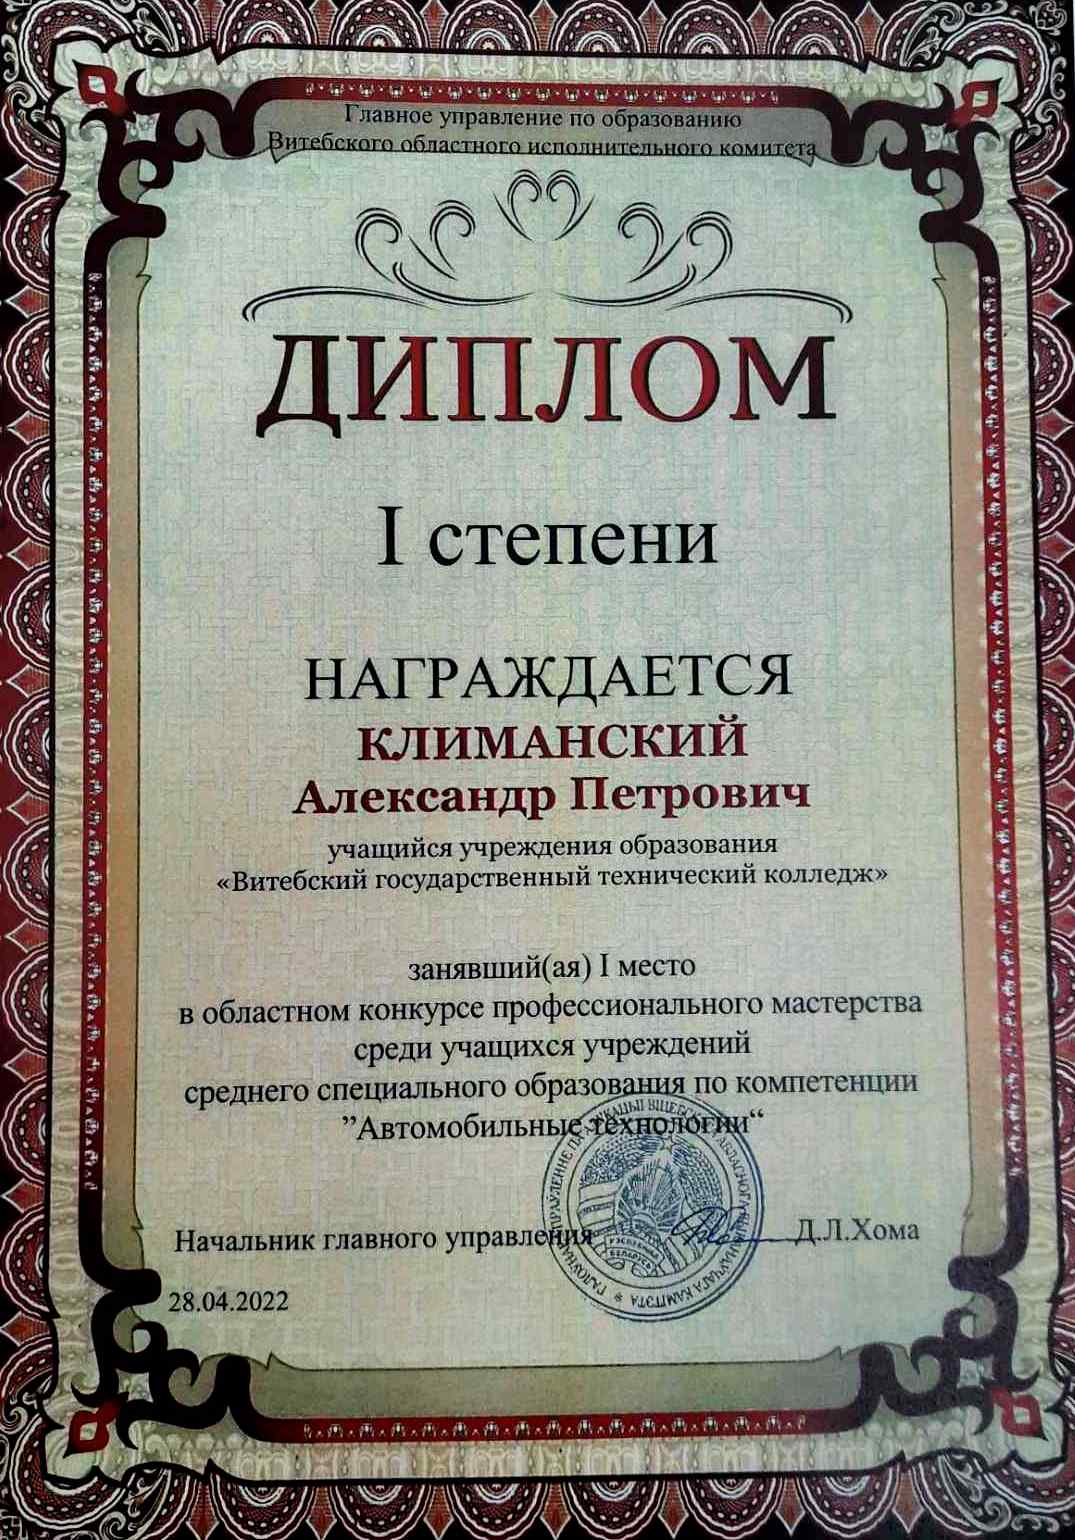 Главное управление по образованию
Витебского областного исполнительного комитета
ДИПЛОМ
I степени
НАГРАЖДАЕТСЯ
КЛИМАНСКИЙ
Александр Петрович
учащийся учреждения образования
«Витебский государственный технический колледж»
занявший(ая) I место
в областном конкурсе профессионального мастерства
среди учащихся учреждений
среднего специального образования по компетенции
”Автомобильные технологии“
Начальник главного управления Д.Л.Хома
28.04.2022